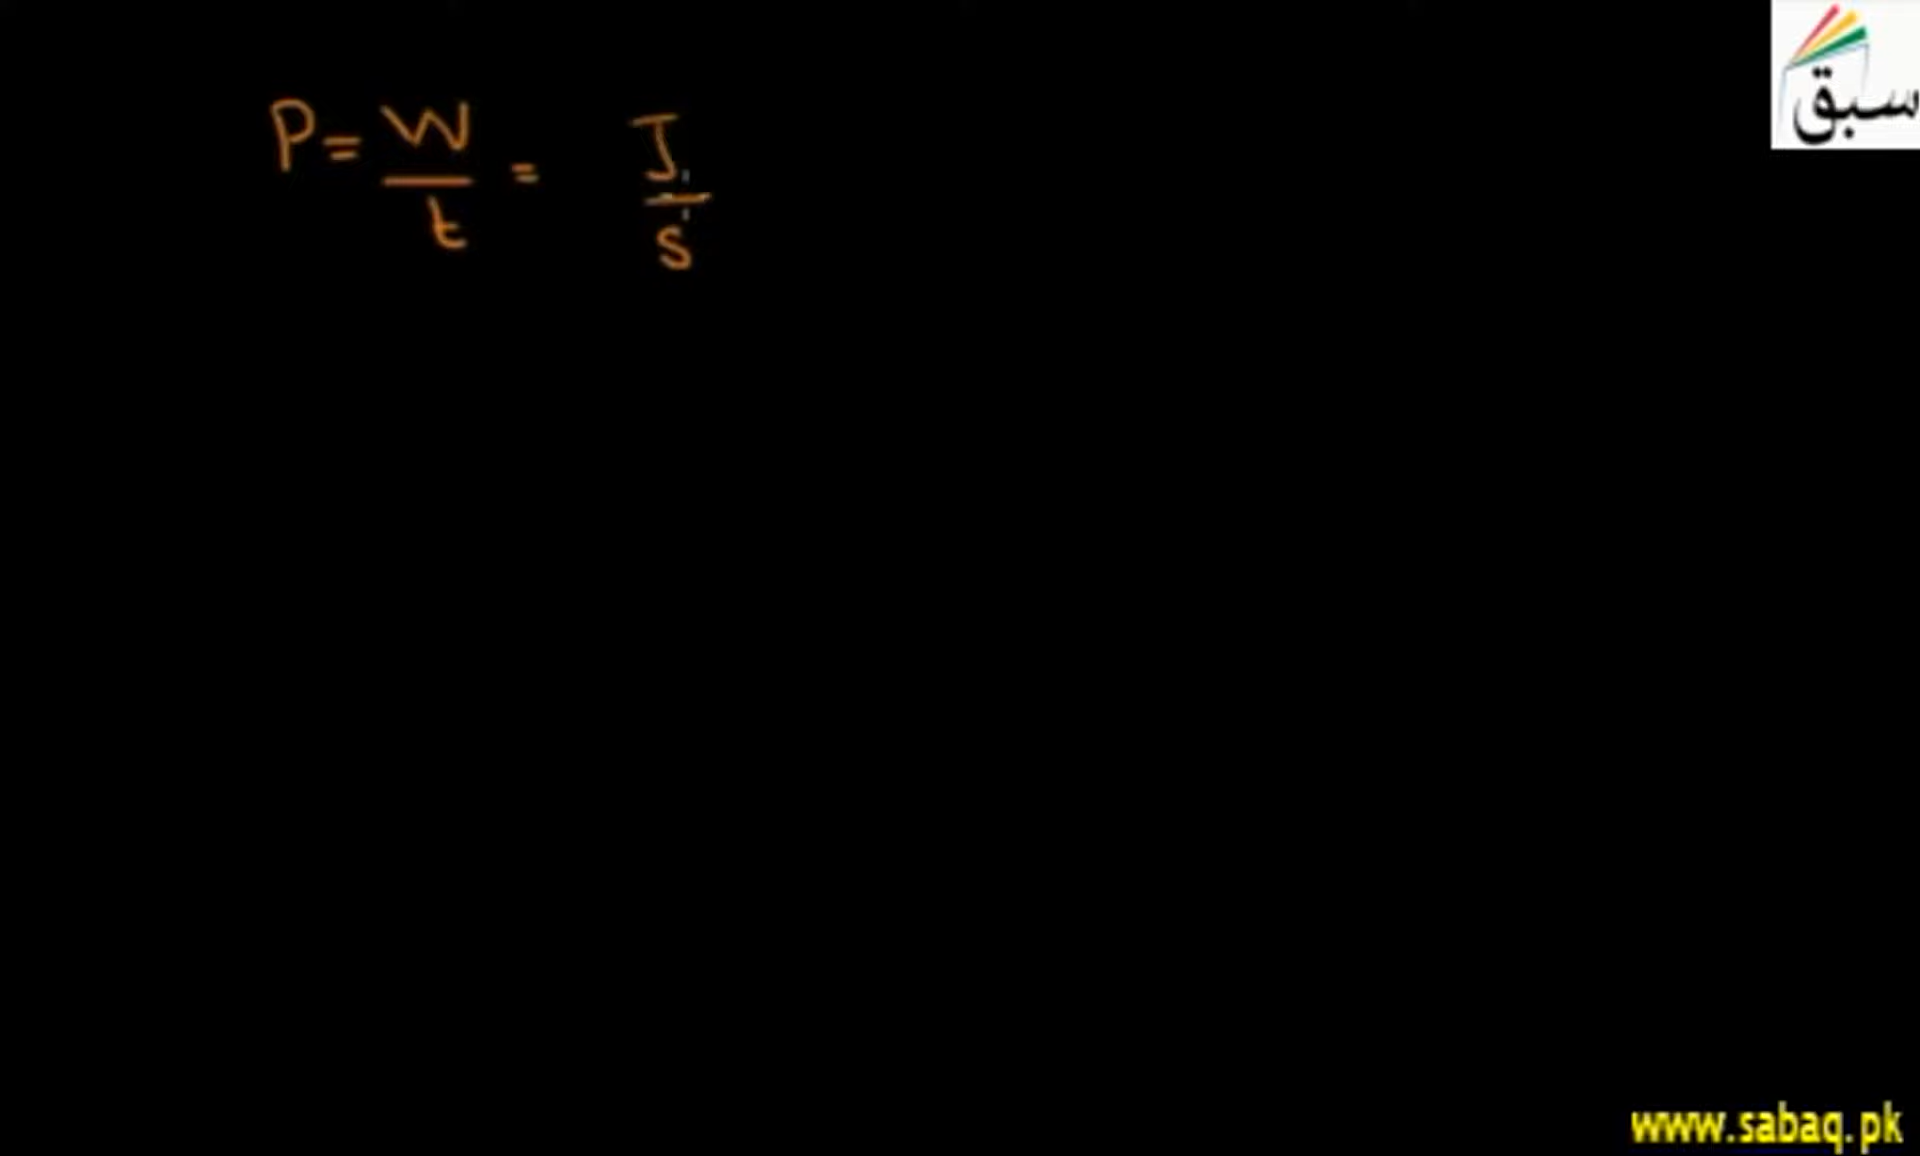 P = W/t = J/s
سبق
www.sabaq.pk